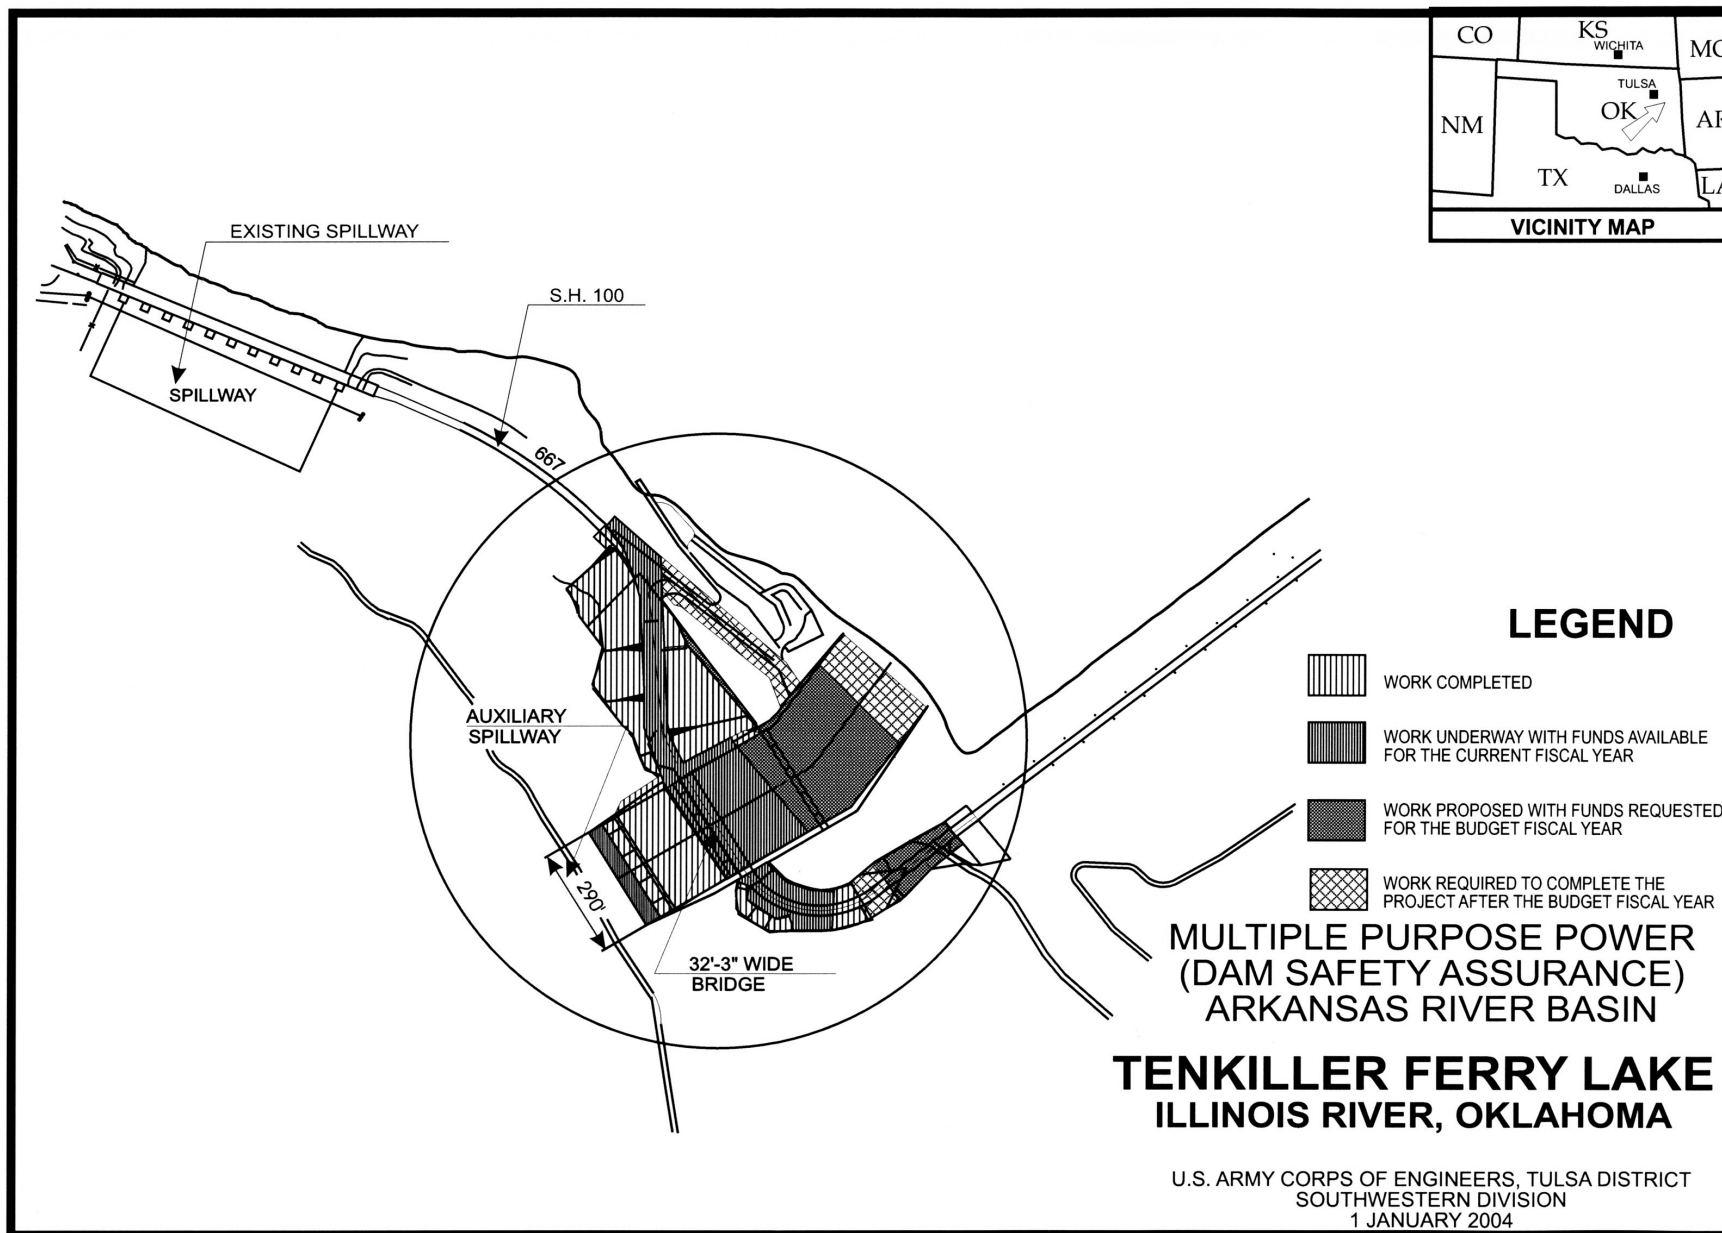 CO
KS
WICHITA
TULSA
OK
NM
TX
DALLAS
VICINITY MAP
EXISTING SPILLWAY
S.H. 100
SPILLWAY
667
AUXILIARY
SPILLWAY
290'
32'-3" WIDE
BRIDGE
LEGEND
WORK COMPLETED
WORK UNDERWAY WITH FUNDS AVAILABLE
FOR THE CURRENT FISCAL YEAR
WORK PROPOSED WITH FUNDS REQUESTED
FOR THE BUDGET FISCAL YEAR
WORK REQUIRED TO COMPLETE THE
PROJECT AFTER THE BUDGET FISCAL YEAR
MULTIPLE PURPOSE POWER
(DAM SAFETY ASSURANCE)
ARKANSAS RIVER BASIN
TENKILLER FERRY LAKE
ILLINOIS RIVER, OKLAHOMA
U.S. ARMY CORPS OF ENGINEERS, TULSA DISTRICT
SOUTHWESTERN DIVISION
1 JANUARY 2004